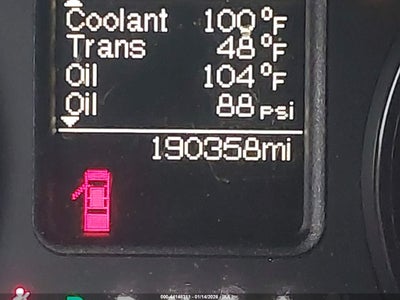 Coolant 100°F
Trans 48°F
Oil 104°F
Oil 88 psi
190358mi